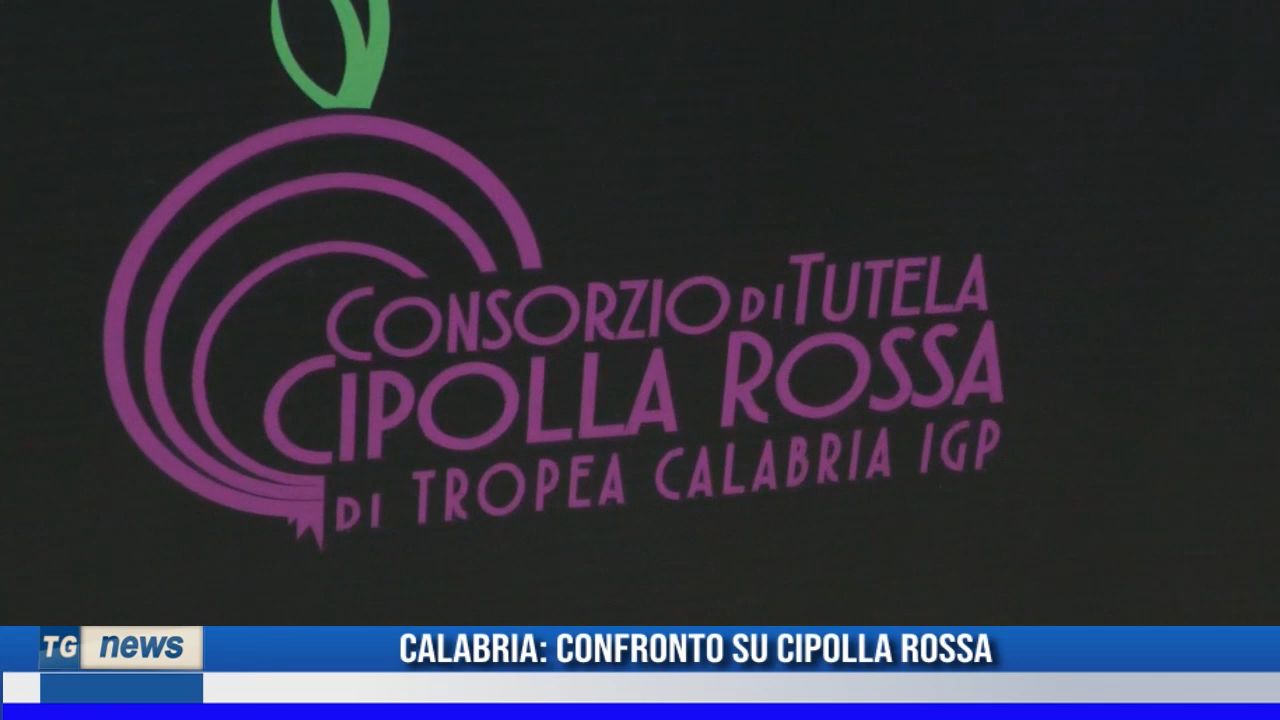 CONSORZIO DI TUTELA
CIPOLLA ROSSA
DI TROPEA CALABRIA IGP
TG news
CALABRIA: CONFRONTO SU CIPOLLA ROSSA